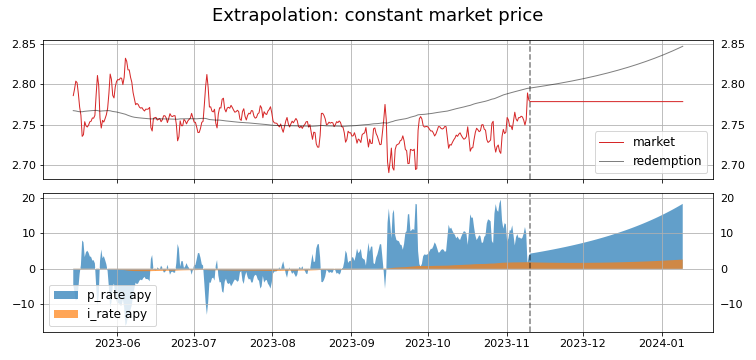 Extrapolation: constant market price
2.85 2.85
2.80 2.80
2.75 2.75
2.70 2.70
market
redemption
20 20
10 10
0 0
−10 −10
p_rate apy
i_rate apy
2023-06 2023-07 2023-08 2023-09 2023-10 2023-11 2023-12 2024-01